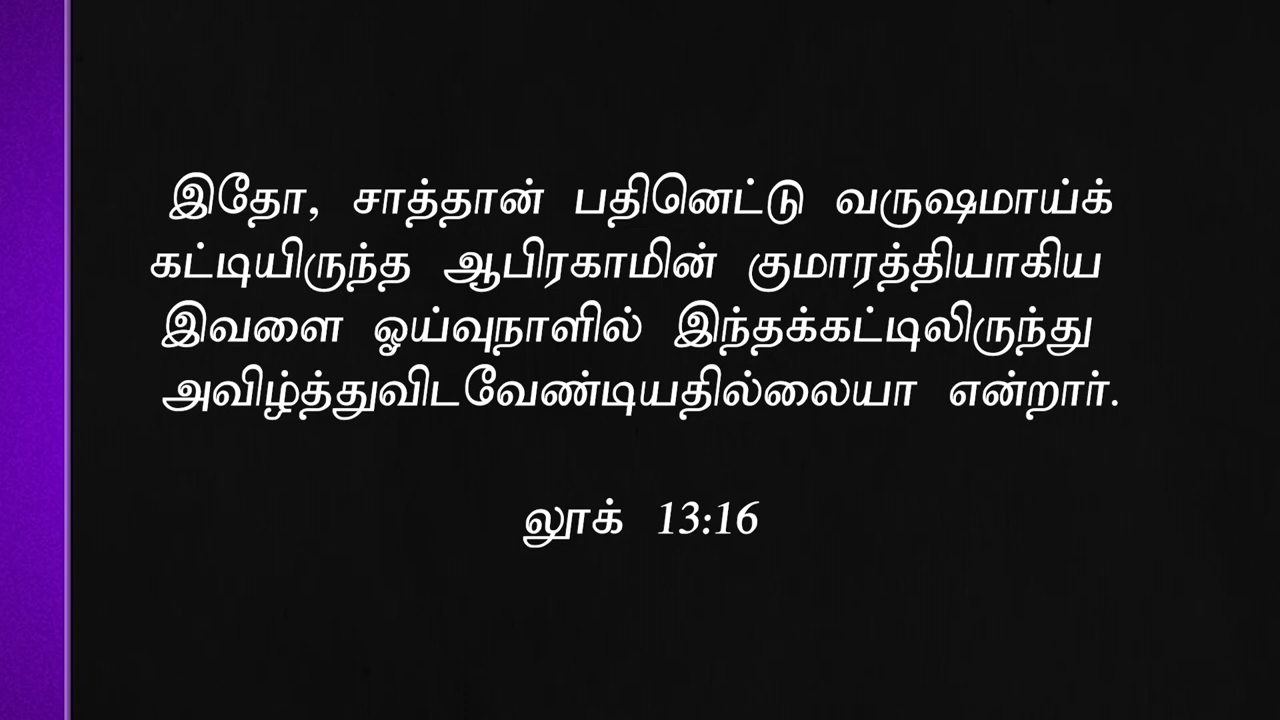 இதோ, சாத்தான் பதினெட்டு வருஷமாய்க்
கட்டியிருந்த ஆபிரகாமின் குமாரத்தியாகிய
இவளை ஓய்வுநாளில் இந்தக்கட்டிலிருந்து
அவிழ்த்துவிடவேண்டியதில்லையா என்றார்.
லூக் 13:16